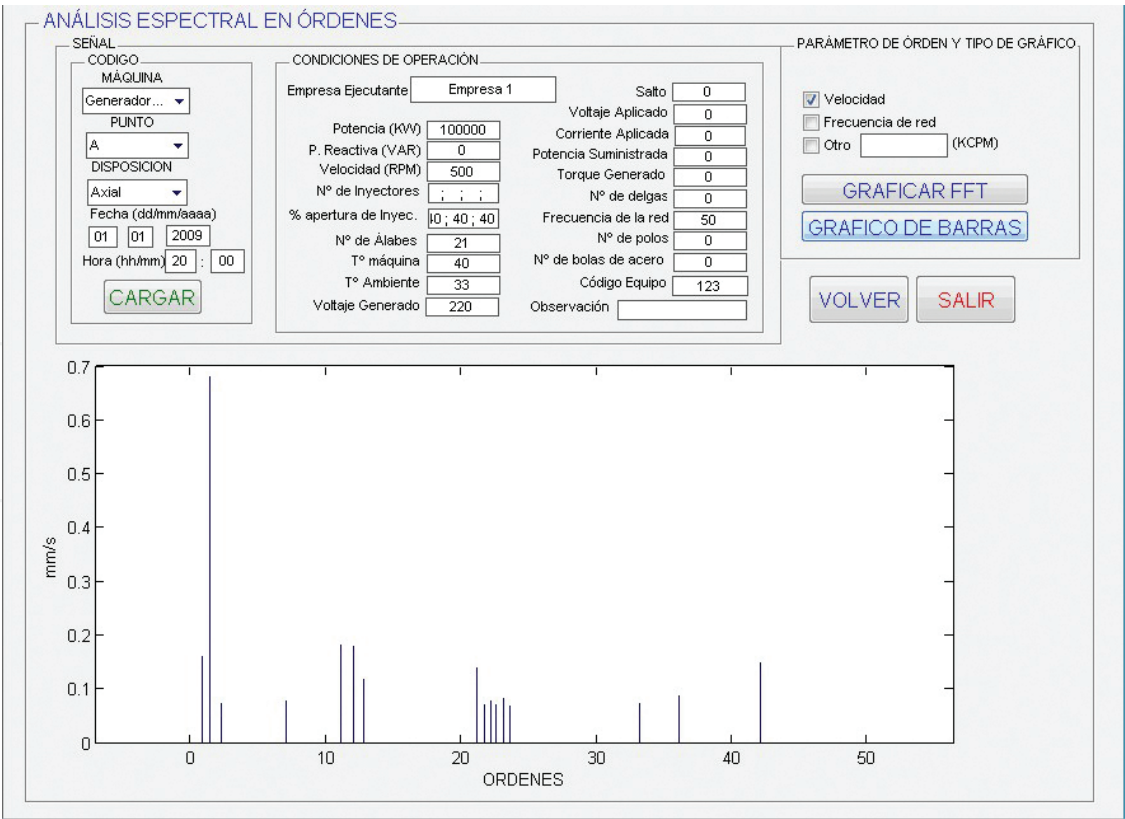 ANÁLISIS ESPECTRAL EN ÓRDENES
SEÑAL
CODIGO
MÁQUINA
Generador...
PUNTO
A
DISPOSICION
Axial
Fecha (dd/mm/aaaa)
01 01 2009
Hora (hh/mm) 20 : 00
CARGAR
CONDICIONES DE OPERACIÓN
Empresa Ejecutante Empresa 1
Potencia (KW) 100000
P. Reactiva (VAR) 0
Velocidad (RPM) 500
Nº de Inyectores ; ; ;
% apertura de Inyec. 40 ; 40 ; 40
Nº de Álabes 21
Tº máquina 40
Tº Ambiente 33
Voltaje Generado 220
Salto 0
Voltaje Aplicado 0
Corriente Aplicada 0
Potencia Suministrada 0
Torque Generado 0
Nº de delgas 0
Frecuencia de la red 50
Nº de polos 0
Nº de bolas de acero 0
Código Equipo 123
Observación
PARÁMETRO DE ÓRDEN Y TIPO DE GRÁFICO
Velocidad
Frecuencia de red
Otro (KCPM)
GRAFICAR FFT
GRAFICO DE BARRAS
VOLVER SALIR
0.7
0.6
0.5
0.4
0.3
0.2
0.1
0
mm/s
0 10 20 30 40 50
ORDENES